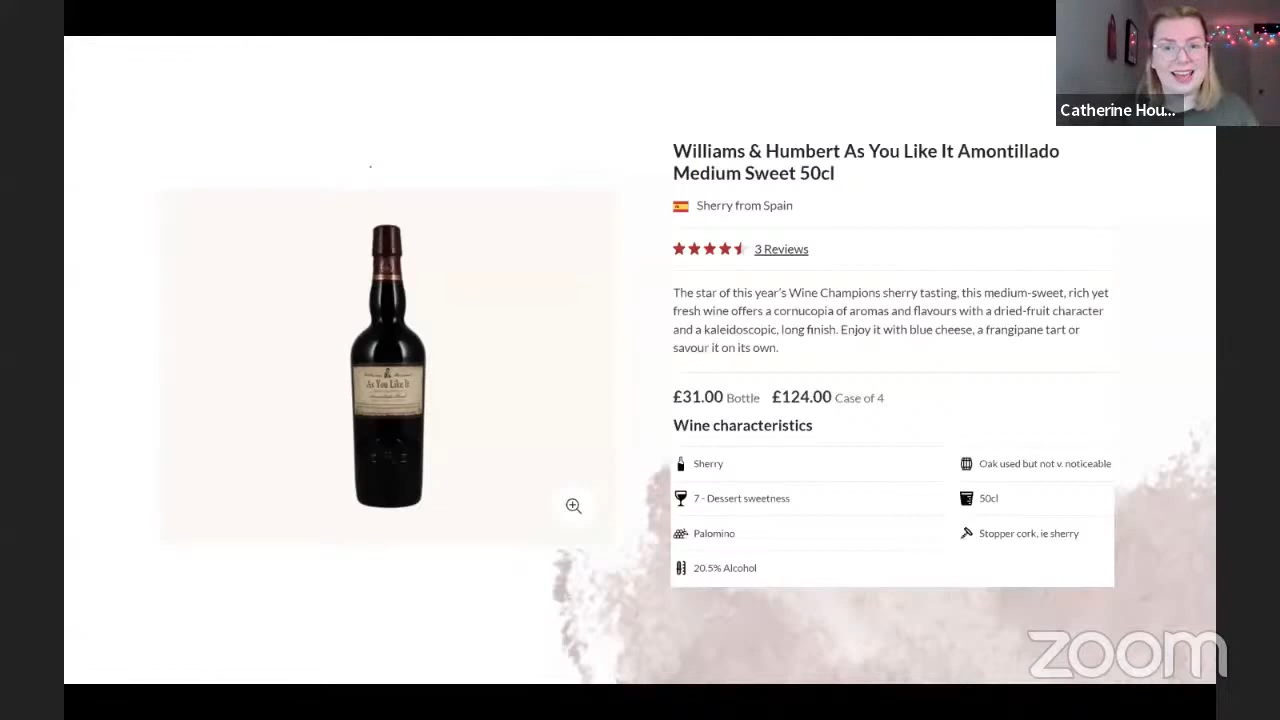 Catherine Hou...
Williams & Humbert As You Like It Amontillado
Medium Sweet 50cl
Sherry from Spain
3 Reviews
The star of this year's Wine Champions sherry tasting, this medium-sweet, rich yet
fresh wine offers a cornucopia of aromas and flavours with a dried-fruit character
and a kaleidoscopic, long finish. Enjoy it with blue cheese, a frangipane tart or
savour it on its own.
£31.00 Bottle £124.00 Case of 4
Wine characteristics
Sherry
Oak used but not v. noticeable
7 - Dessert sweetness
50cl
Palomino
Stopper cork, ie sherry
20.5% Alcohol
As You Like It
zoom